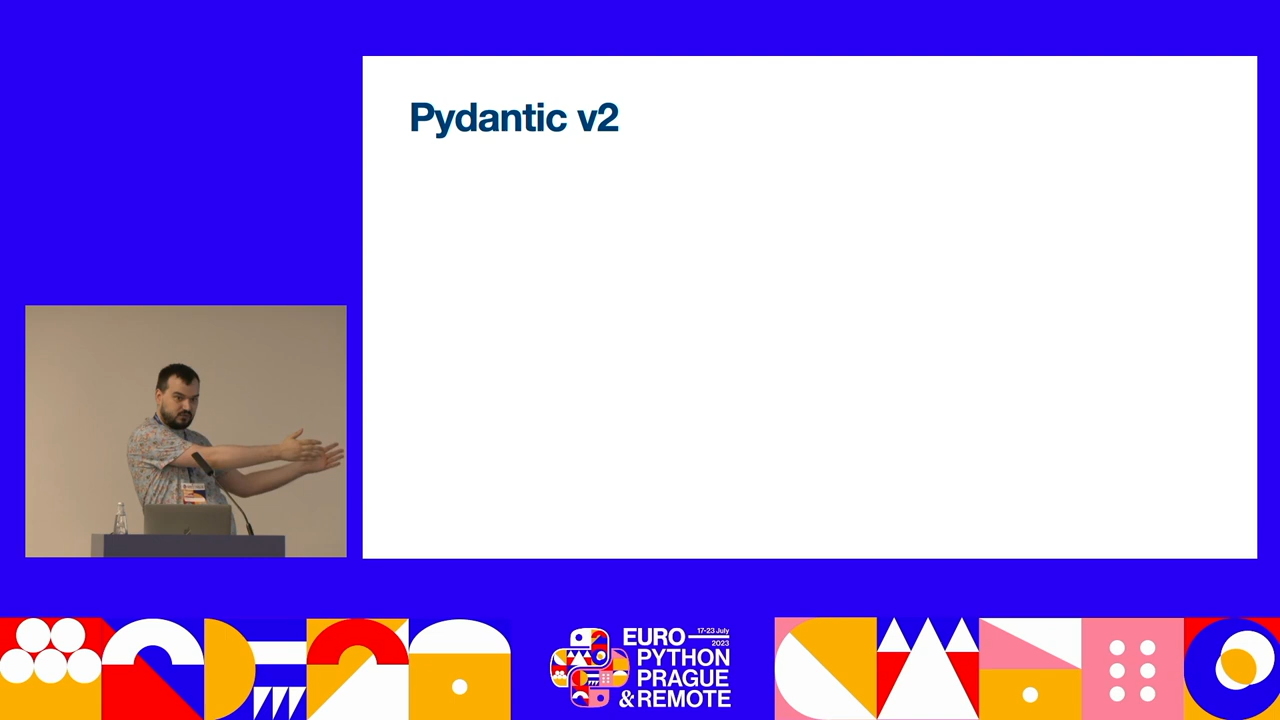 Pydantic v2
EURO
17-23 July
2023
PYTHON
PRAGUE
& REMOTE